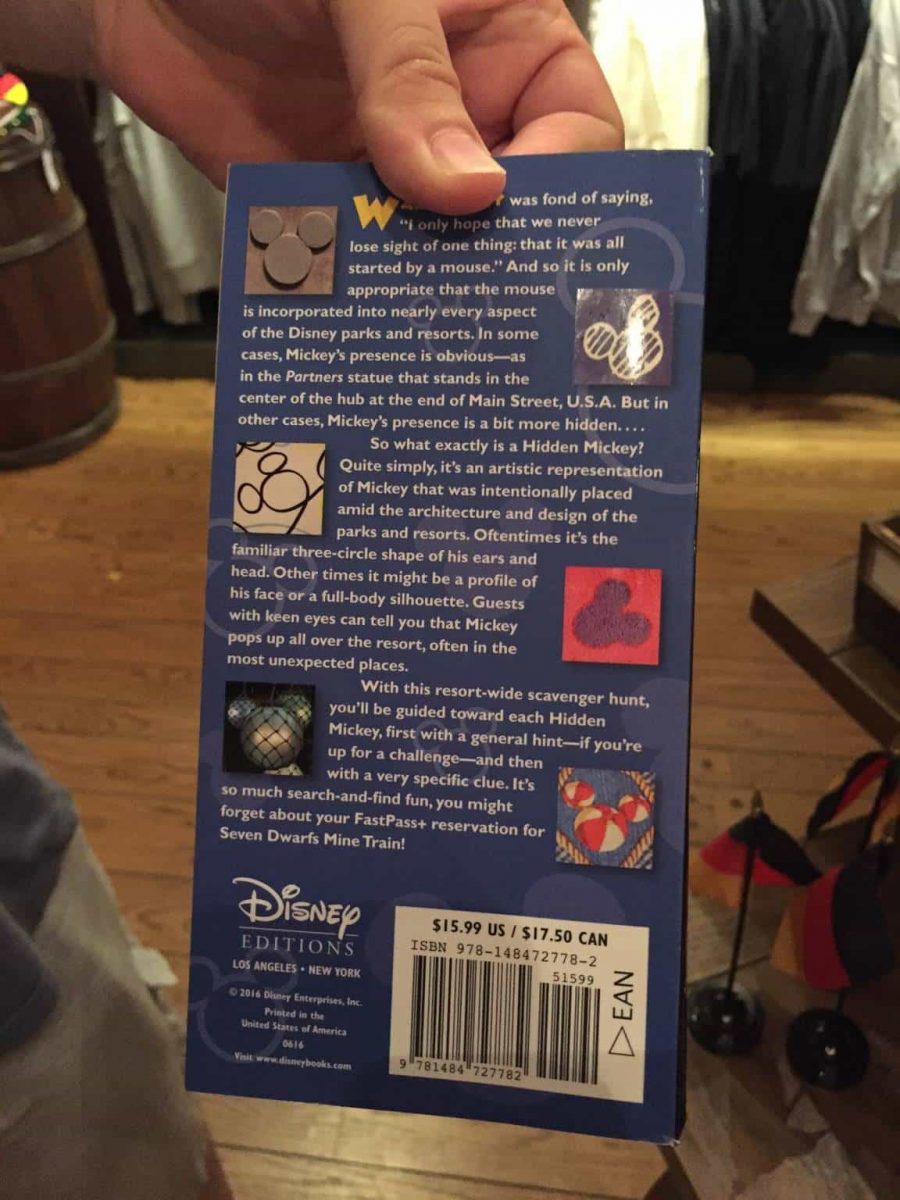 was fond of saying,
"I only hope that we never
lose sight of one thing: that it was all
started by a mouse." And so it is only
appropriate that the mouse
is incorporated into nearly every aspect
of the Disney parks and resorts. In some
cases, Mickey's presence is obvious—as
in the Partners statue that stands in the
center of the hub at the end of Main Street, U.S.A. But in
other cases, Mickey's presence is a bit more hidden....
So what exactly is a Hidden Mickey?
Quite simply, it's an artistic representation
of Mickey that was intentionally placed
amid the architecture and design of the
parks and resorts. Oftentimes it's the
familiar three-circle shape of his ears and
head. Other times it might be a profile of
his face or a full-body silhouette. Guests
with keen eyes can tell you that Mickey
pops up all over the resort, often in the
most unexpected places.
With this resort-wide scavenger hunt,
you'll be guided toward each Hidden
Mickey, first with a general hint—if you're
up for a challenge—and then
with a very specific clue. It's
so much search-and-find fun, you might
forget about your FastPass+ reservation for
Seven Dwarfs Mine Train!
Disney
EDITIONS
LOS ANGELES • NEW YORK
© 2016 Disney Enterprises, Inc.
Printed in the
United States of America
0616
Visit www.disneybooks.com
$15.99 US / $17.50 CAN
ISBN 978-148472778-2
51599
EAN
9 781484 727782